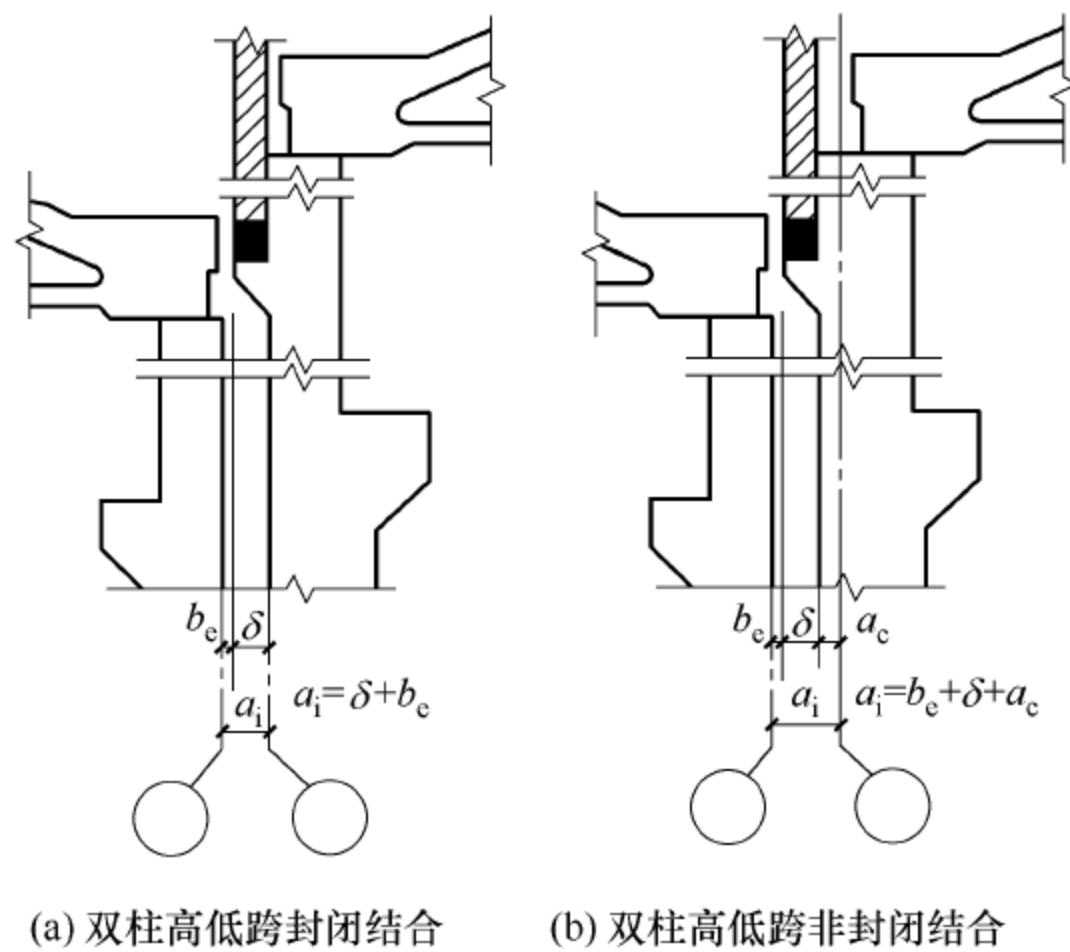 bₑ δ
aᵢ
aᵢ=δ+bₑ
(a) 双柱高低跨封闭结合
bₑ δ a꜀
aᵢ
aᵢ=bₑ+δ+a꜀
(b) 双柱高低跨非封闭结合